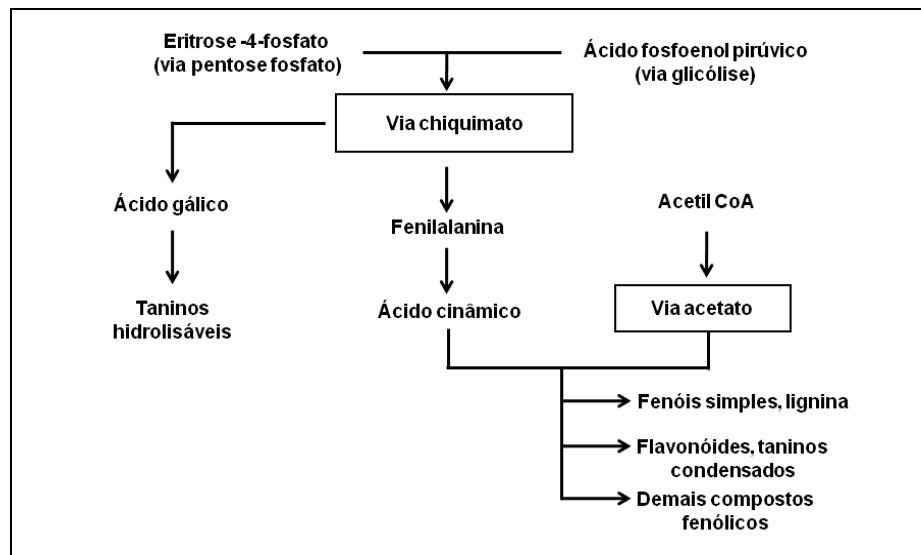 Eritrose -4-fosfato
(via pentose fosfato)
Ácido fosfoenol pirúvico
(via glicólise)
Via chiquimato
Ácido gálico
Fenilalanina
Acetil CoA
Taninos
hidrolisáveis
Ácido cinâmico
Via acetato
Fenóis simples, lignina
Flavonóides, taninos
condensados
Demais compostos
fenólicos